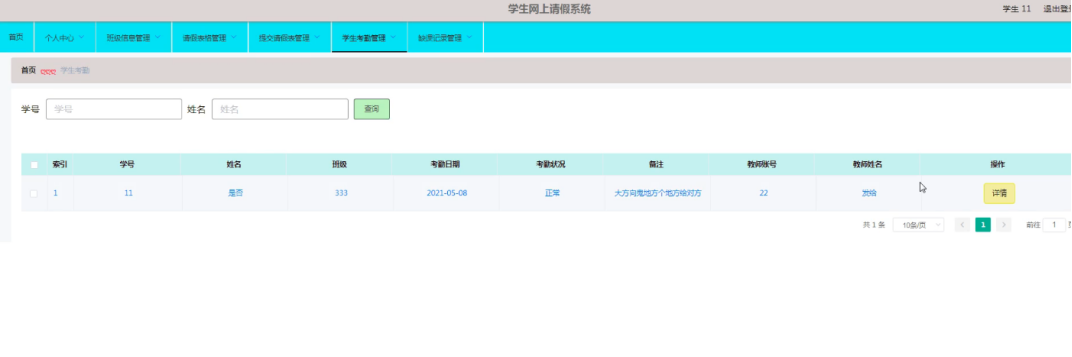 学生网上请假系统
学生 11 退出登录
首页 个人中心 班级信息管理 请假表格管理 提交请假表管理 学生考勤管理 缺课记录管理
首页 ღღღ 学生考勤
学号 学号 姓名 姓名 查询
索引 学号 姓名 班级 考勤日期 考勤状况 备注 教师账号 教师姓名 操作
1 11 是否 333 2021-05-08 正常 大方向鬼地方个地方给对方 22 发给 详情
共 1 条 10条/页 1 前往 1